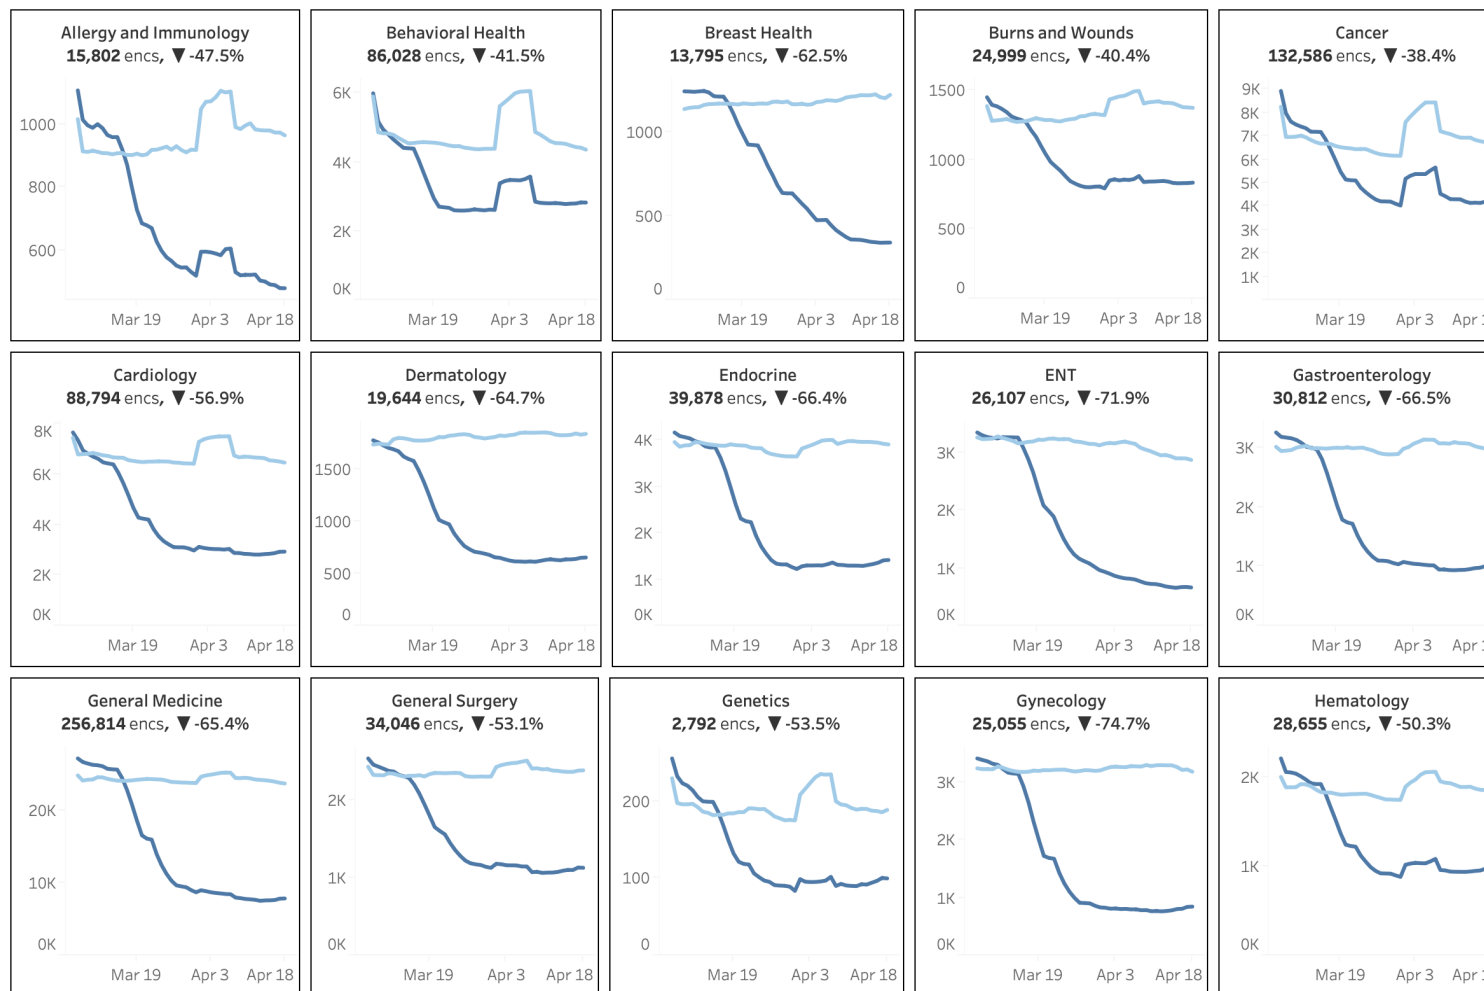 Allergy and Immunology
15,802 encs, ▼ -47.5%
1000
800
600
Mar 19 Apr 3 Apr 18
Behavioral Health
86,028 encs, ▼ -41.5%
6K
4K
2K
0K
Mar 19 Apr 3 Apr 18
Breast Health
13,795 encs, ▼ -62.5%
1000
500
0
Mar 19 Apr 3 Apr 18
Burns and Wounds
24,999 encs, ▼ -40.4%
1500
1000
500
0
Mar 19 Apr 3 Apr 18
Cancer
132,586 encs, ▼ -38.4%
9K
8K
7K
6K
5K
4K
3K
2K
1K
Mar 19 Apr 3 Apr 1
Cardiology
88,794 encs, ▼ -56.9%
8K
6K
4K
2K
0K
Mar 19 Apr 3 Apr 18
Dermatology
19,644 encs, ▼ -64.7%
1500
1000
500
0
Mar 19 Apr 3 Apr 18
Endocrine
39,878 encs, ▼ -66.4%
4K
3K
2K
1K
0K
Mar 19 Apr 3 Apr 18
ENT
26,107 encs, ▼ -71.9%
3K
2K
1K
0K
Mar 19 Apr 3 Apr 18
Gastroenterology
30,812 encs, ▼ -66.5%
3K
2K
1K
0K
Mar 19 Apr 3 Apr 1
General Medicine
256,814 encs, ▼ -65.4%
20K
10K
0K
Mar 19 Apr 3 Apr 18
General Surgery
34,046 encs, ▼ -53.1%
2K
1K
0K
Mar 19 Apr 3 Apr 18
Genetics
2,792 encs, ▼ -53.5%
200
100
0
Mar 19 Apr 3 Apr 18
Gynecology
25,055 encs, ▼ -74.7%
3K
2K
1K
0K
Mar 19 Apr 3 Apr 18
Hematology
28,655 encs, ▼ -50.3%
2K
1K
0K
Mar 19 Apr 3 Apr 1